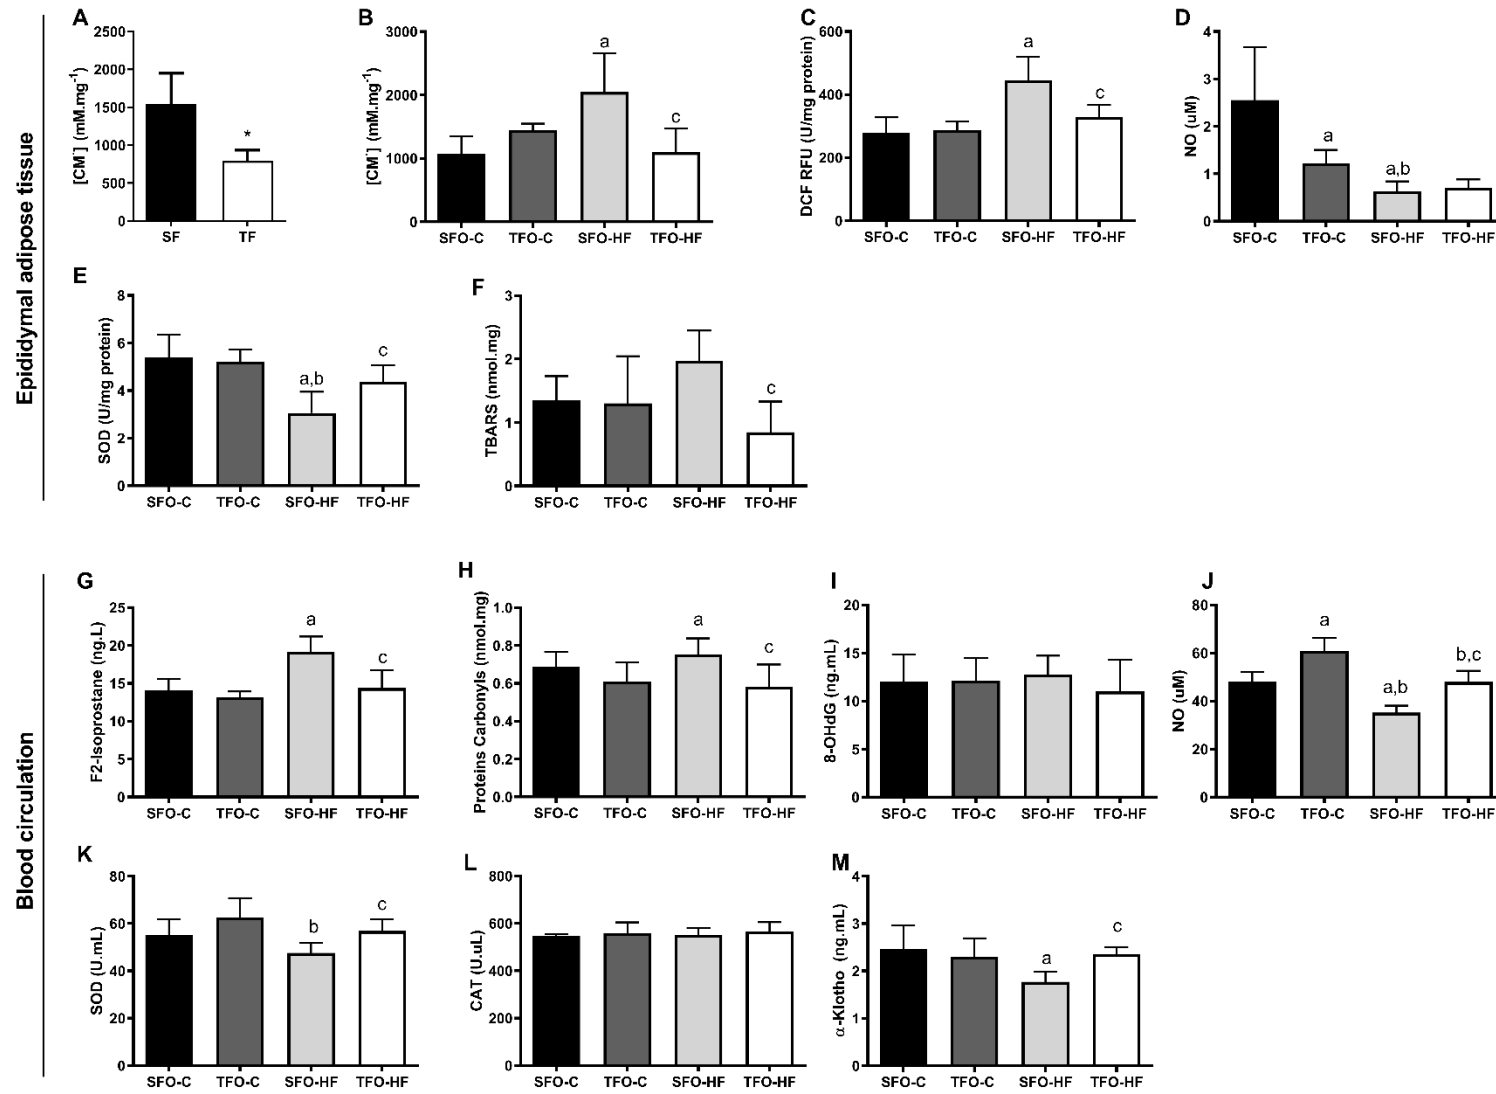 Epididymal adipose tissue
A
[CM˙] (mM.mg-1)
2500
2000
1500
1000
500
0
*
SF TF
B
[CM˙] (mM.mg-1)
3000
2000
1000
0
a
c
SFO-C TFO-C SFO-HF TFO-HF
C
DCF RFU (U/mg protein)
600
400
200
0
a
c
SFO-C TFO-C SFO-HF TFO-HF
D
NO (uM)
4
3
2
1
0
a
a,b
SFO-C TFO-C SFO-HF TFO-HF
E
SOD (U/mg protein)
8
6
4
2
0
a,b
c
SFO-C TFO-C SFO-HF TFO-HF
F
TBARS (nmol.mg)
3
2
1
0
c
SFO-C TFO-C SFO-HF TFO-HF
Blood circulation
G
F2-Isoprostane (ng.L)
25
20
15
10
5
0
a
c
SFO-C TFO-C SFO-HF TFO-HF
H
Proteins Carbonyls (nmol.mg)
1.0
0.8
0.6
0.4
0.2
0.0
a
c
SFO-C TFO-C SFO-HF TFO-HF
I
8-OHdG (ng.mL)
20
15
10
5
0
SFO-C TFO-C SFO-HF TFO-HF
J
NO (uM)
80
60
40
20
0
a
a,b
b,c
SFO-C TFO-C SFO-HF TFO-HF
K
SOD (U.mL)
80
60
40
20
0
b
c
SFO-C TFO-C SFO-HF TFO-HF
L
CAT (U.uL)
800
600
400
200
0
SFO-C TFO-C SFO-HF TFO-HF
M
α-Klotho (ng.mL)
4
3
2
1
0
a
c
SFO-C TFO-C SFO-HF TFO-HF